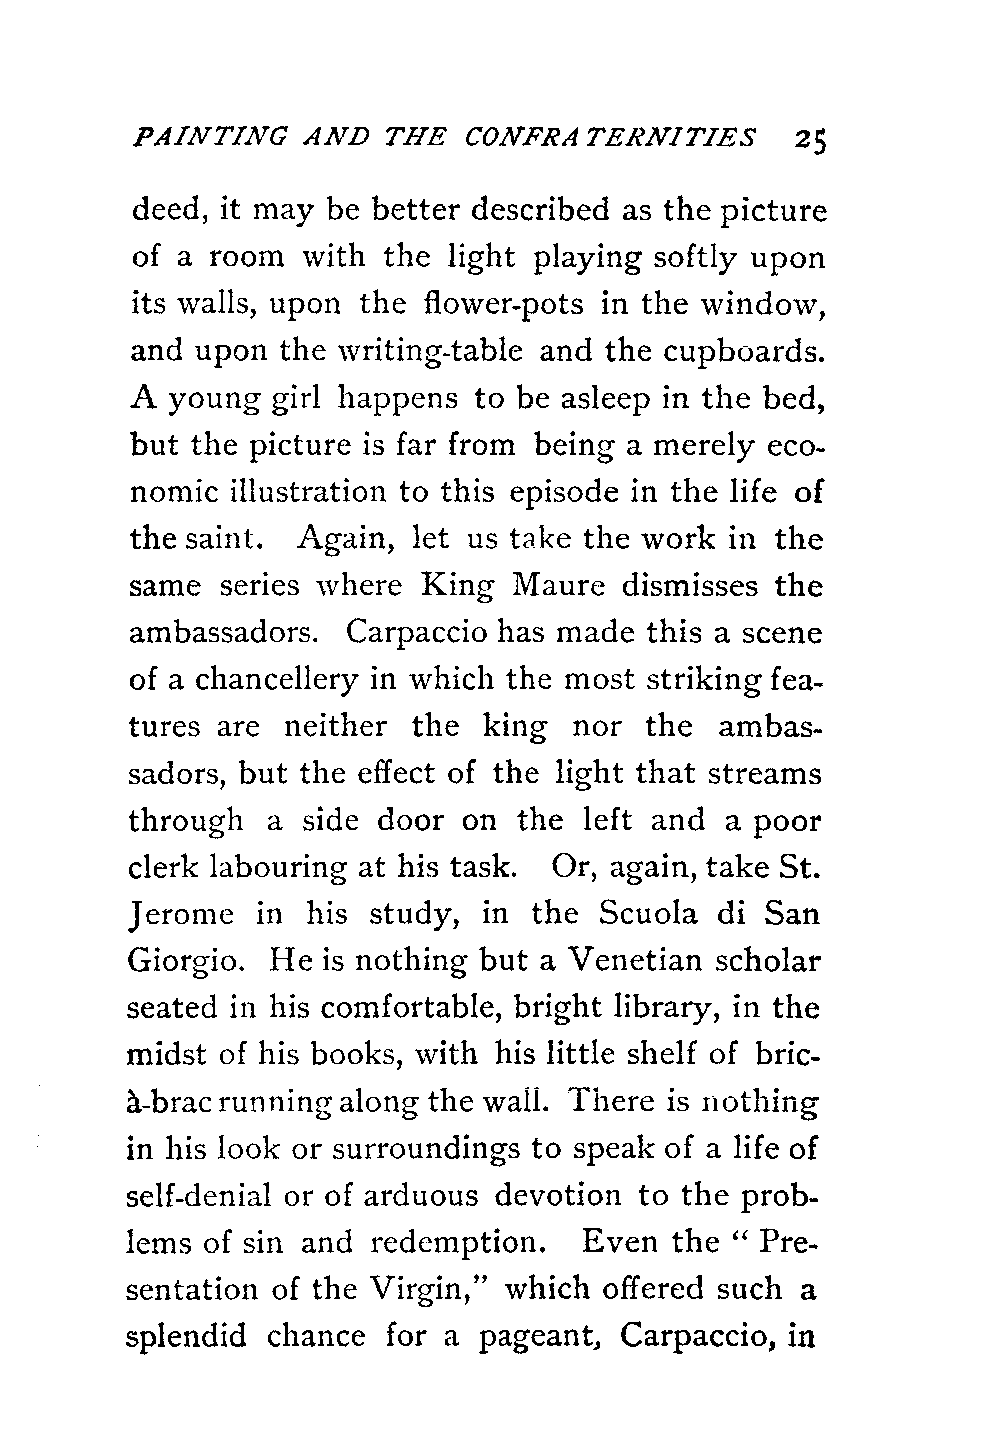 PAINTING AND THE CONFRATERNITIES 25
deed, it may be better described as the picture
of a room with the light playing softly upon
its walls, upon the flower-pots in the window,
and upon the writing-table and the cupboards.
A young girl happens to be asleep in the bed,
but the picture is far from being a merely eco-
nomic illustration to this episode in the life of
the saint. Again, let us take the work in the
same series where King Maure dismisses the
ambassadors. Carpaccio has made this a scene
of a chancellery in which the most striking fea-
tures are neither the king nor the ambas-
sadors, but the effect of the light that streams
through a side door on the left and a poor
clerk labouring at his task. Or, again, take St.
Jerome in his study, in the Scuola di San
Giorgio. He is nothing but a Venetian scholar
seated in his comfortable, bright library, in the
midst of his books, with his little shelf of bric-
à-brac running along the wall. There is nothing
in his look or surroundings to speak of a life of
self-denial or of arduous devotion to the prob-
lems of sin and redemption. Even the “ Pre-
sentation of the Virgin,” which offered such a
splendid chance for a pageant, Carpaccio, in